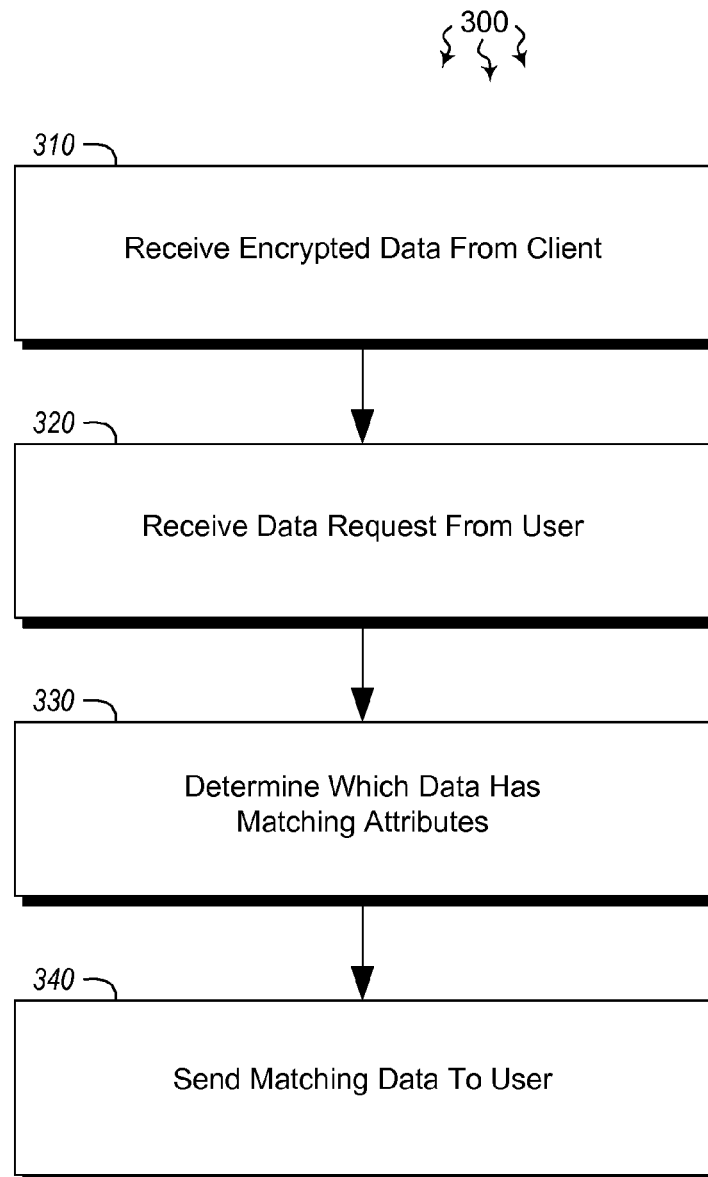 300
310
Receive Encrypted Data From Client
320
Receive Data Request From User
330
Determine Which Data Has
Matching Attributes
340
Send Matching Data To User